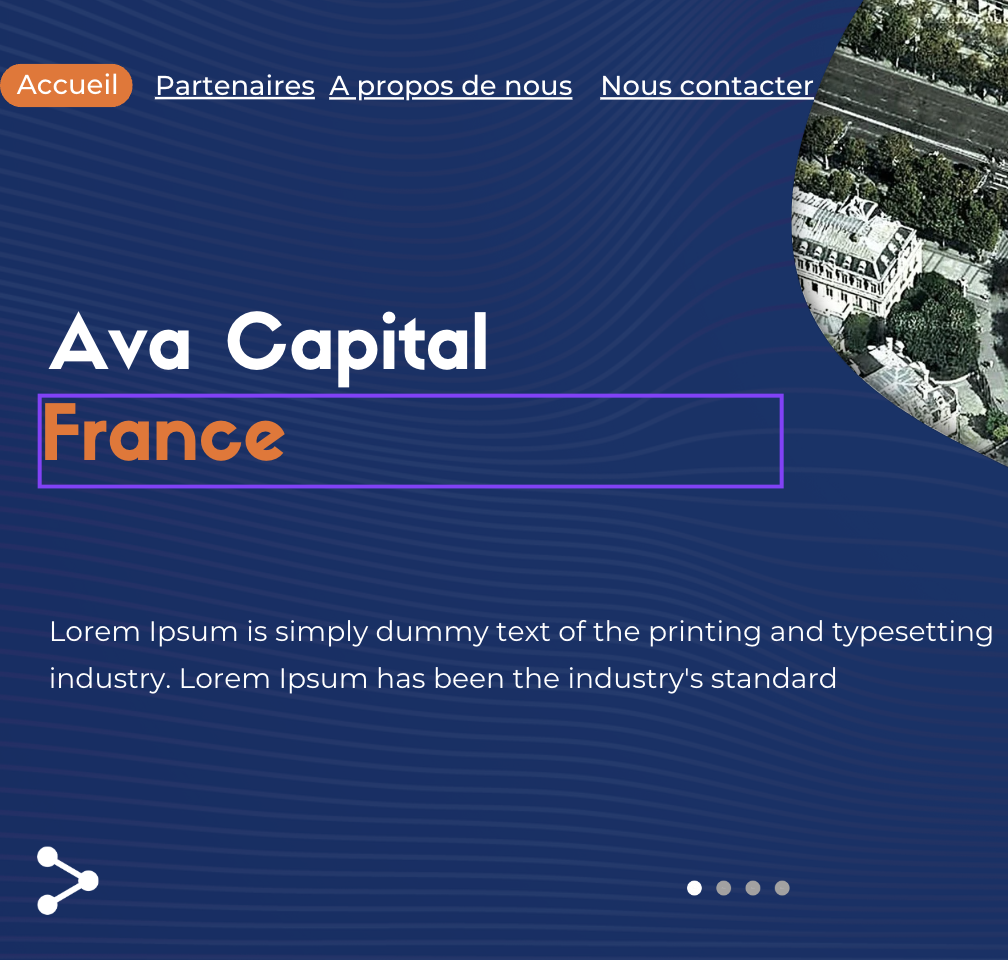 Accueil Partenaires A propos de nous Nous contacter
Ava Capital
France
Lorem Ipsum is simply dummy text of the printing and typesetting
industry. Lorem Ipsum has been the industry's standard